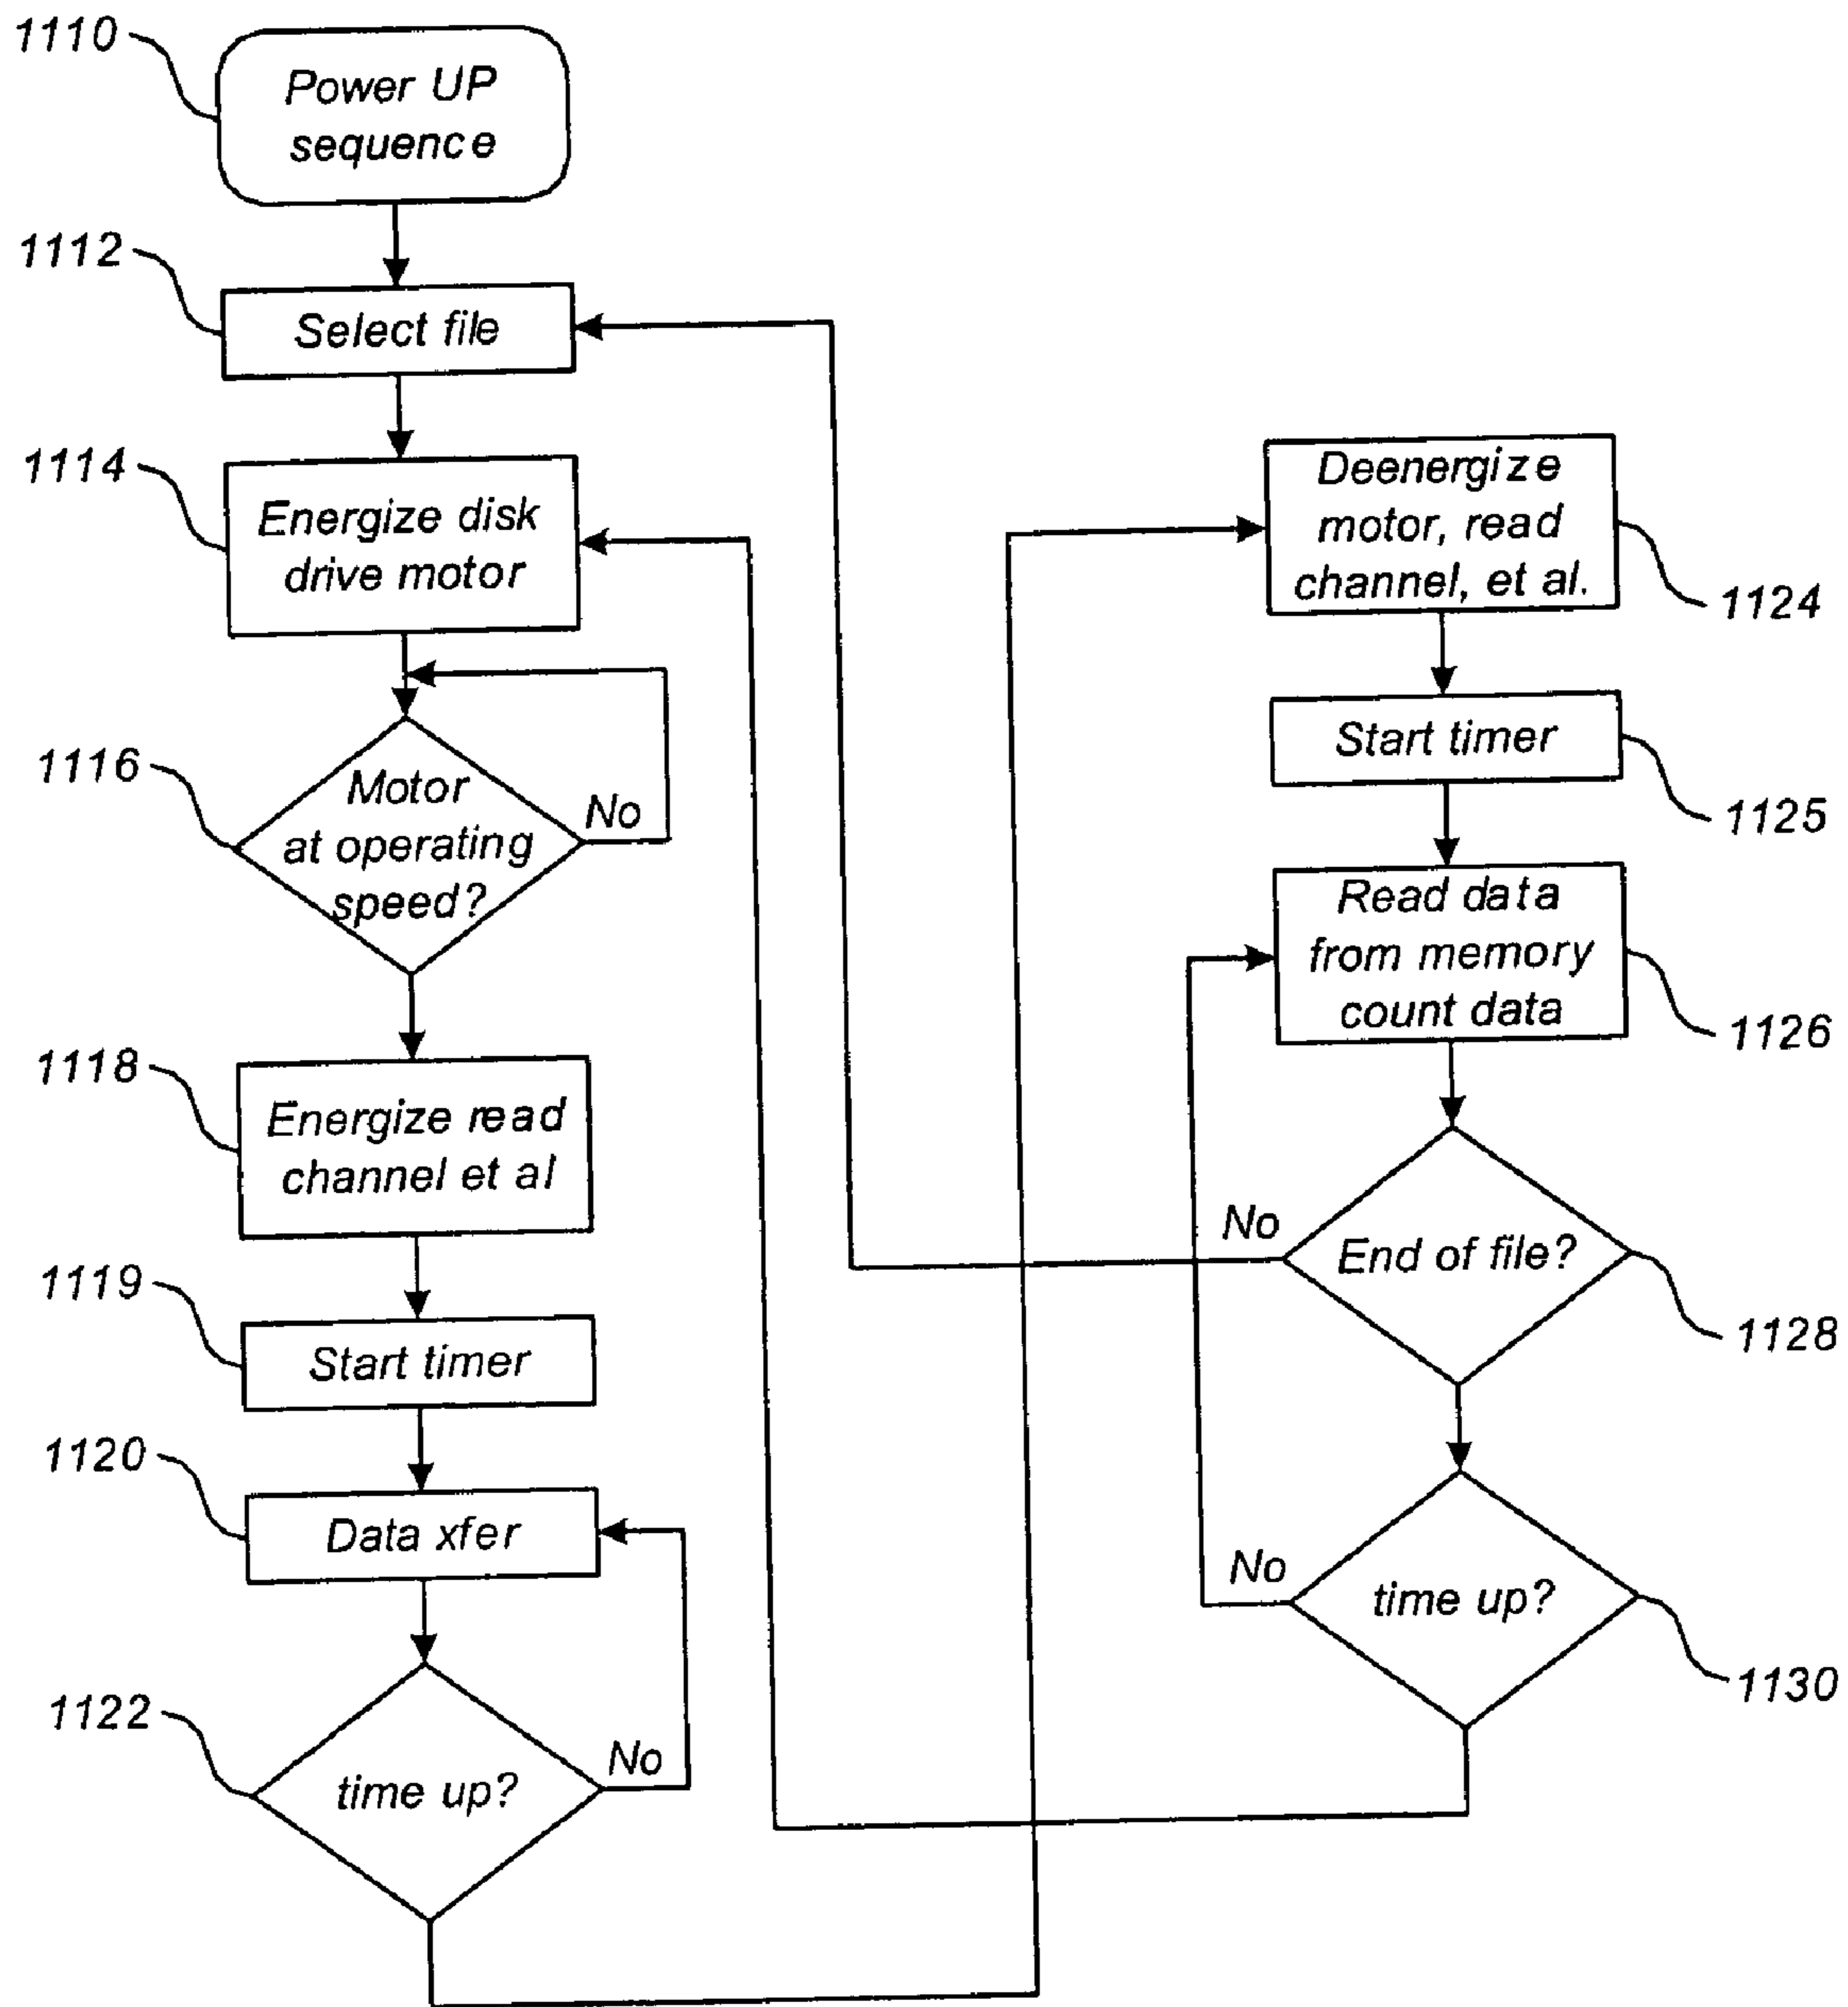 1110
Power UP
sequence
1112
Select file
1114
Energize disk
drive motor
1116
Motor
at operating
speed?
No
1118
Energize read
channel et al
1119
Start timer
1120
Data xfer
1122
time up?
No
Deenergize
motor, read
channel, et al.
1124
Start timer
1125
Read data
from memory
count data
1126
No
End of file?
1128
No
time up?
1130